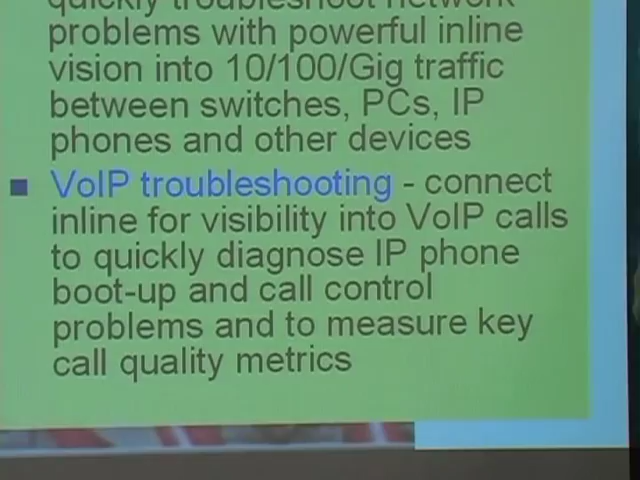 quickly troubleshoot network
problems with powerful inline
vision into 10/100/Gig traffic
between switches, PCs, IP
phones and other devices
VoIP troubleshooting - connect
inline for visibility into VoIP calls
to quickly diagnose IP phone
boot-up and call control
problems and to measure key
call quality metrics